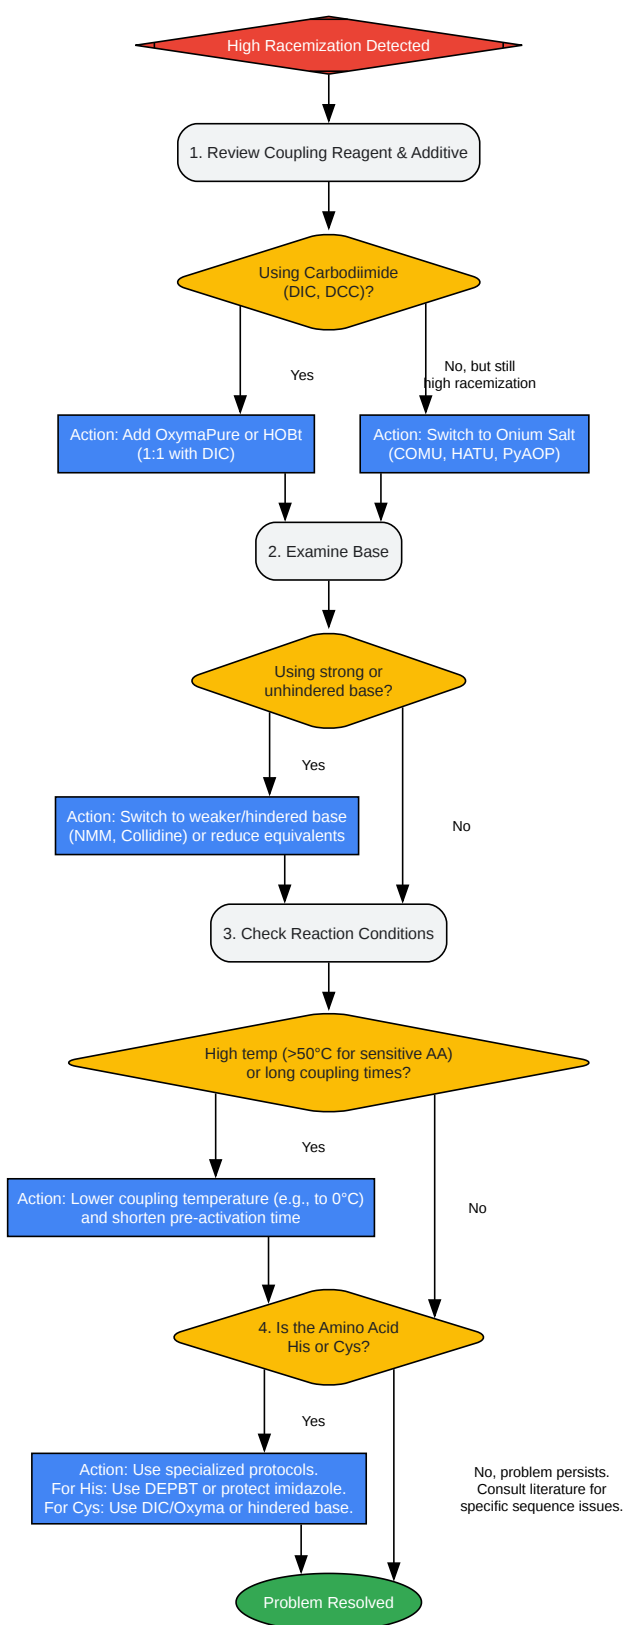 High Racemization Detected
1. Review Coupling Reagent & Additive
Using Carbodiimide
(DIC, DCC)?
Yes
No, but still
high racemization
Action: Add OxymaPure or HOBt
(1:1 with DIC)
Action: Switch to Onium Salt
(COMU, HATU, PyAOP)
2. Examine Base
Using strong or
unhindered base?
Yes
Action: Switch to weaker/hindered base
(NMM, Collidine) or reduce equivalents
No
3. Check Reaction Conditions
High temp (>50°C for sensitive AA)
or long coupling times?
Yes
Action: Lower coupling temperature (e.g., to 0°C)
and shorten pre-activation time
No
4. Is the Amino Acid
His or Cys?
Yes
Action: Use specialized protocols.
For His: Use DEPBT or protect imidazole.
For Cys: Use DIC/Oxyma or hindered base.
No, problem persists.
Consult literature for
specific sequence issues.
Problem Resolved